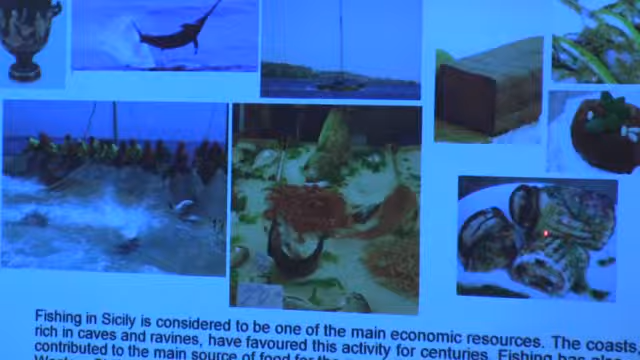 Fishing in Sicily is considered to be one of the main economic resources. The coasts,
rich in caves and ravines, have favoured this activity for centuries. Fishing has also
contributed to the main source of food for the